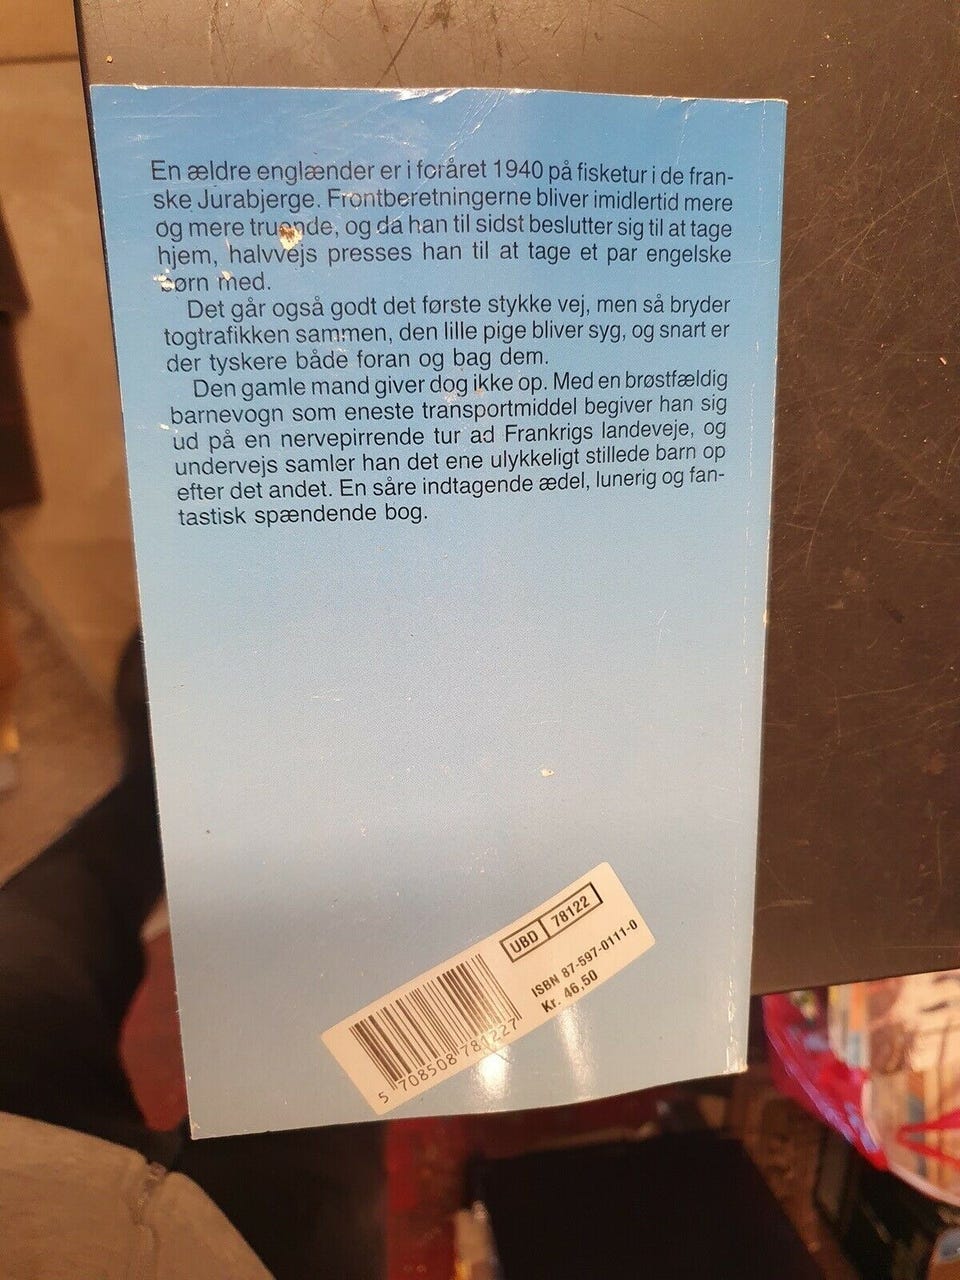 En ældre englænder er i foråret 1940 på fisketur i de fran-
ske Jurabjerge. Frontberetningerne bliver imidlertid mere
og mere truende, og da han til sidst beslutter sig til at tage
hjem, halvvejs presses han til at tage et par engelske
børn med.
Det går også godt det første stykke vej, men så bryder
togtrafikken sammen, den lille pige bliver syg, og snart er
der tyskere både foran og bag dem.
Den gamle mand giver dog ikke op. Med en brøstfældig
barnevogn som eneste transportmiddel begiver han sig
ud på en nervepirrende tur ad Frankrigs landeveje, og
undervejs samler han det ene ulykkeligt stillede barn op
efter det andet. En såre indtagende ædel, lunerig og fan-
tastisk spændende bog.
UBD 78122
ISBN 87-597-0111-0
Kr. 46,50
5 708508 781227